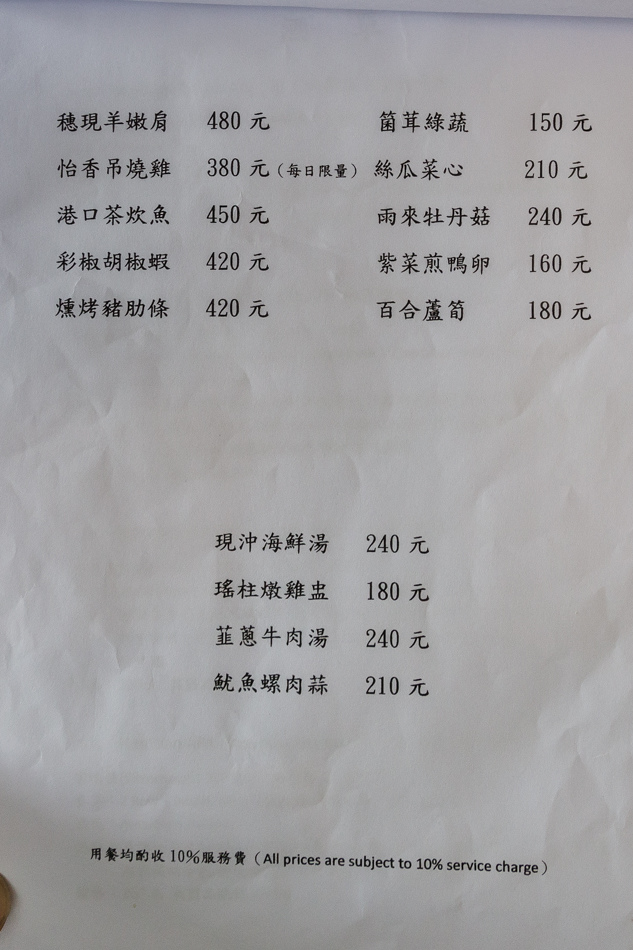 穗現羊嫩肩 480 元
怡香吊燒雞 380 元（每日限量）
港口茶炊魚 450 元
彩椒胡椒蝦 420 元
燻烤豬肋條 420 元
菌茸綠蔬 150 元
絲瓜菜心 210 元
雨來牡丹菇 240 元
紫菜煎鴨卵 160 元
百合蘆筍 180 元
現沖海鮮湯 240 元
瑤柱燉雞盅 180 元
韮蔥牛肉湯 240 元
魷魚螺肉蒜 210 元
用餐均酌收 10%服務費（All prices are subject to 10% service charge）